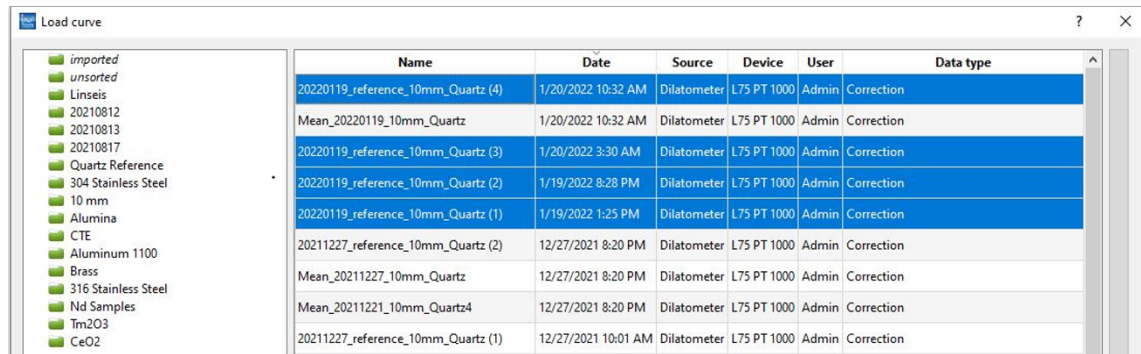 Load curve ? X
imported
unsorted
Linseis
20210812
20210813
20210817
Quartz Reference
304 Stainless Steel
10 mm
Alumina
CTE
Aluminum 1100
Brass
316 Stainless Steel
Nd Samples
Tm2O3
CeO2
Name Date Source Device User Data type
20220119_reference_10mm_Quartz (4) 1/20/2022 10:32 AM Dilatometer L75 PT 1000 Admin Correction
Mean_20220119_10mm_Quartz 1/20/2022 10:32 AM Dilatometer L75 PT 1000 Admin Correction
20220119_reference_10mm_Quartz (3) 1/20/2022 3:30 AM Dilatometer L75 PT 1000 Admin Correction
20220119_reference_10mm_Quartz (2) 1/19/2022 8:28 PM Dilatometer L75 PT 1000 Admin Correction
20220119_reference_10mm_Quartz (1) 1/19/2022 1:25 PM Dilatometer L75 PT 1000 Admin Correction
20211227_reference_10mm_Quartz (2) 12/27/2021 8:20 PM Dilatometer L75 PT 1000 Admin Correction
Mean_20211227_10mm_Quartz 12/27/2021 8:20 PM Dilatometer L75 PT 1000 Admin Correction
Mean_20211221_10mm_Quartz4 12/27/2021 8:20 PM Dilatometer L75 PT 1000 Admin Correction
20211227_reference_10mm_Quartz (1) 12/27/2021 10:01 AM Dilatometer L75 PT 1000 Admin Correction